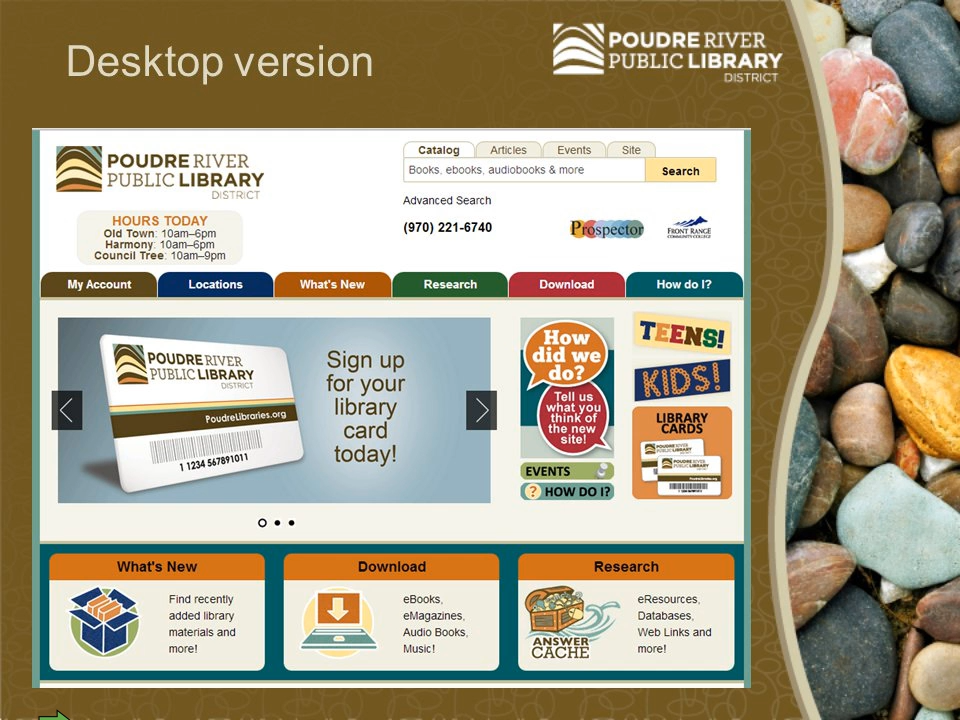 Desktop version
POUDRE RIVER
PUBLIC LIBRARY
DISTRICT
POUDRE RIVER
PUBLIC LIBRARY
DISTRICT
HOURS TODAY
Old Town: 10am–6pm
Harmony: 10am–6pm
Council Tree: 10am–9pm
Catalog Articles Events Site
Books, ebooks, audiobooks & more Search
Advanced Search
(970) 221-6740
Prospector
FRONT RANGE
COMMUNITY COLLEGE
My Account Locations What's New Research Download How do I?
POUDRE RIVER
PUBLIC LIBRARY
DISTRICT
PoudreLibraries.org
1 1234 567891011
Sign up
for your
library
card
today!
How
did we
do?
Tell us
what you
think of
the new
site!
EVENTS
? HOW DO I?
TEENS!
KIDS!
LIBRARY
CARDS
POUDRE RIVER
PUBLIC LIBRARY
What's New
Find recently
added library
materials and
more!
Download
eBooks,
eMagazines,
Audio Books,
Music!
Research
ANSWER
CACHE
eResources,
Databases,
Web Links and
more!